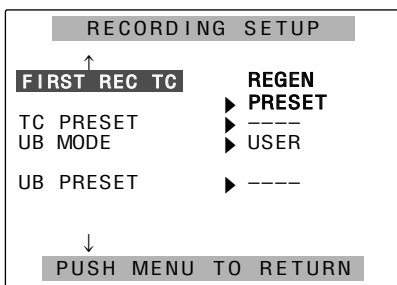 RECORDING SETUP
↑
FIRST REC TC REGEN
▶ PRESET
TC PRESET ▶ ----
UB MODE ▶ USER
UB PRESET ▶ ----
↓
PUSH MENU TO RETURN